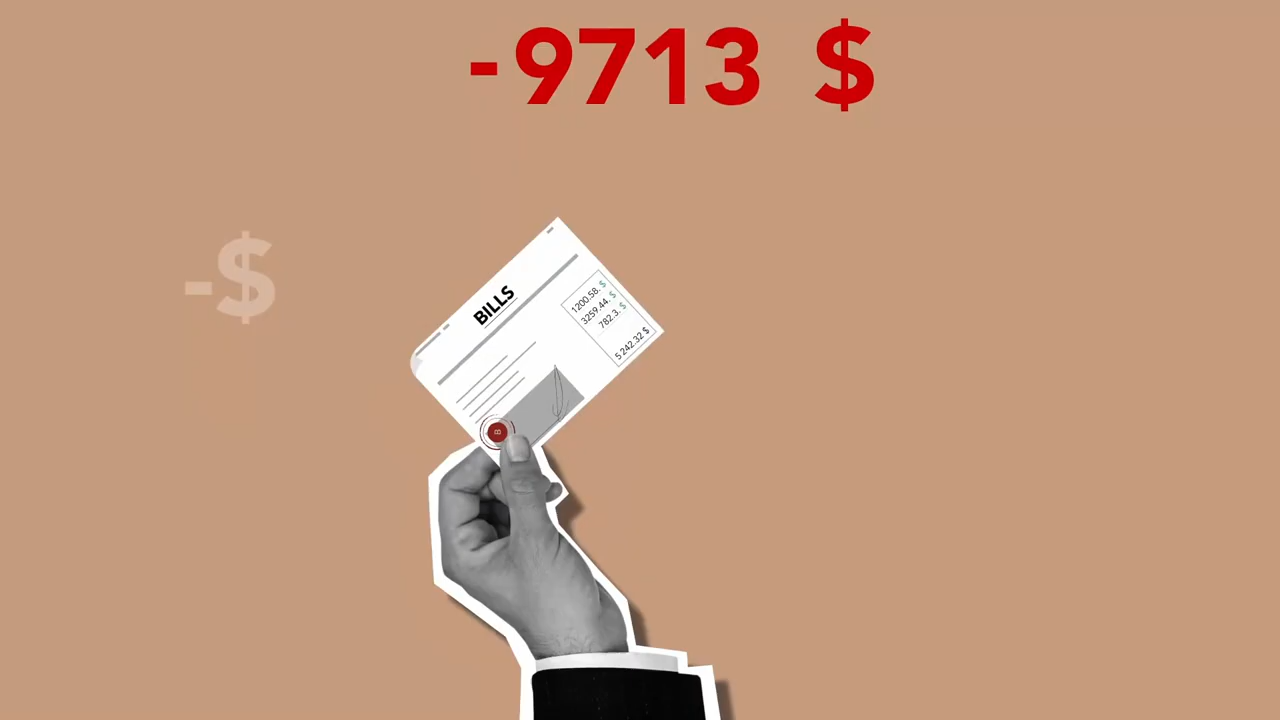 -9713 $
-$
BILLS
1200.58. $
3259.44. $
782.3. $
5 242.32 $
B